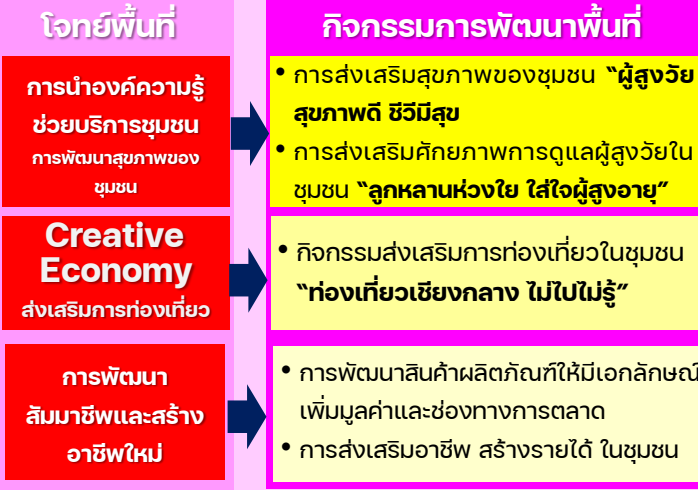 โจทย์พื้นที่
กิจกรรมการพัฒนาพื้นที่
การนำองค์ความรู้
ช่วยบริการชุมชน
การพัฒนาสุขภาพของ
ชุมชน
• การส่งเสริมสุขภาพของชุมชน “ผู้สูงวัย
สุขภาพดี ชีวีมีสุข
• การส่งเสริมศักยภาพการดูแลผู้สูงวัยใน
ชุมชน “ลูกหลานห่วงใย ใส่ใจผู้สูงอายุ”
Creative
Economy
ส่งเสริมการท่องเที่ยว
• กิจกรรมส่งเสริมการท่องเที่ยวในชุมชน
“ท่องเที่ยวเชียงกลาง ไม่ไปไม่รู้”
การพัฒนา
สัมมาชีพและสร้าง
อาชีพใหม่
• การพัฒนาสินค้าผลิตภัณฑ์ให้มีเอกลักษณ์
เพิ่มมูลค่าและช่องทางการตลาด
• การส่งเสริมอาชีพ สร้างรายได้ ในชุมชน